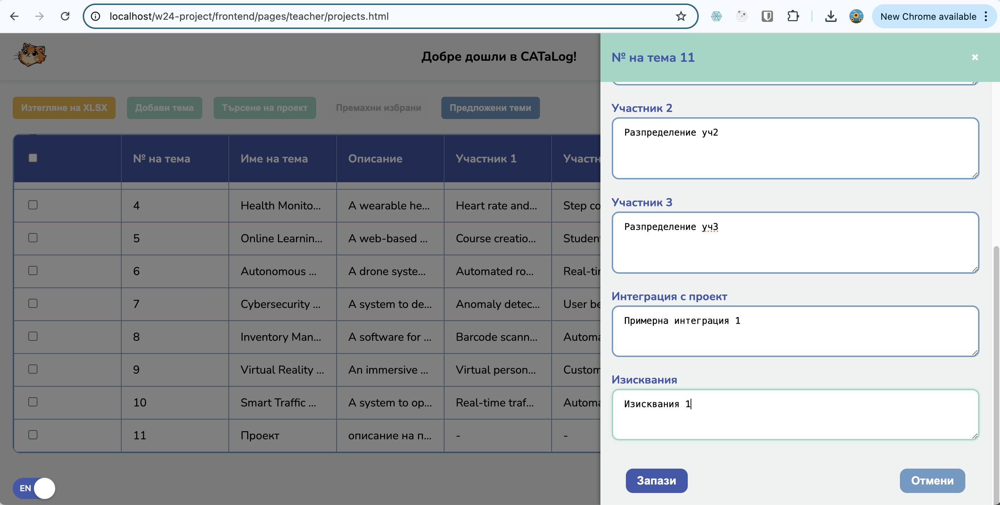 localhost/w24-project/frontend/pages/teacher/projects.html
New Chrome available
Добре дошли в CATaLog!
Изтегляне на XLSX
Добави тема
Търсене на проект
Премахни избрани
Предложени теми
№ на тема Име на тема Описание Участник 1 Участн
4 Health Monito... A wearable he... Heart rate and... Step co
5 Online Learnin... A web-based ... Course creatio... Studen
6 Autonomous ... A drone syste... Automated ro... Real-ti
7 Cybersecurity ... A system to de... Anomaly detec... User be
8 Inventory Man... A software for ... Barcode scann... Automa
9 Virtual Reality ... An immersive ... Virtual person... Custom
10 Smart Traffic ... A system to op... Real-time traf... Automa
11 Проект описание на п... - -
EN
№ на тема 11
Участник 2
Разпределение уч2
Участник 3
Разпределение уч3
Интеграция с проект
Примерна интеграция 1
Изисквания
Изисквания 1
Запази
Отмени